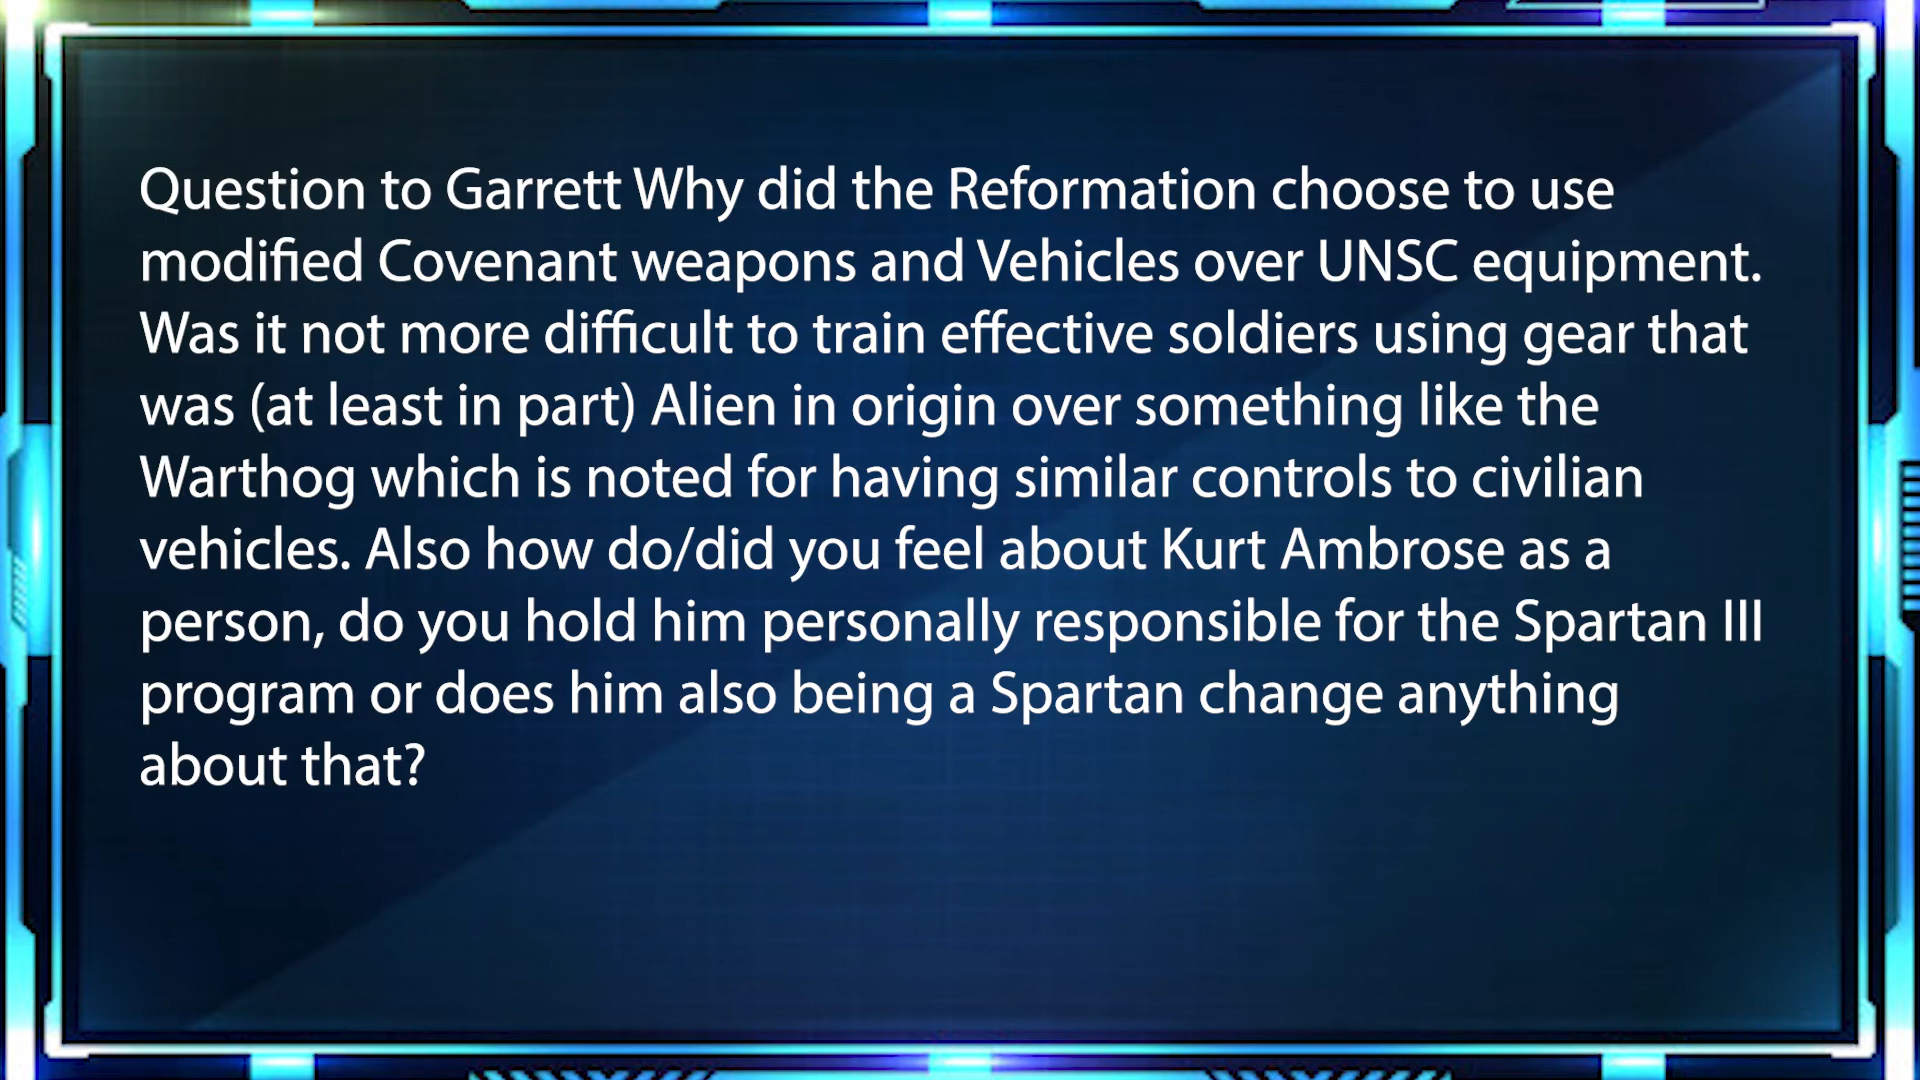 Question to Garrett Why did the Reformation choose to use
modified Covenant weapons and Vehicles over UNSC equipment.
Was it not more difficult to train effective soldiers using gear that
was (at least in part) Alien in origin over something like the
Warthog which is noted for having similar controls to civilian
vehicles. Also how do/did you feel about Kurt Ambrose as a
person, do you hold him personally responsible for the Spartan III
program or does him also being a Spartan change anything
about that?